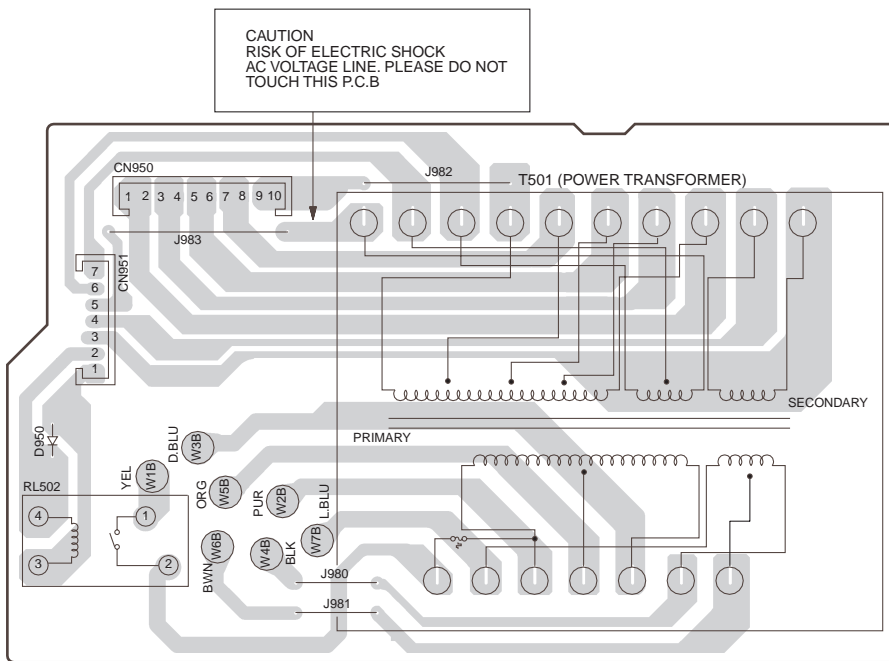 CAUTION
RISK OF ELECTRIC SHOCK
AC VOLTAGE LINE. PLEASE DO NOT
TOUCH THIS P.C.B
CN950
J982
T501 (POWER TRANSFORMER)
1 2 3 4 5 6 7 8 9 10
J983
CN951
7
6
5
4
3
2
1
SECONDARY
PRIMARY
D950
D.BLU
W3B
YEL
W1B
ORG
W5B
PUR
W2B
L.BLU
W7B
RL502
4
1
3
2
BWN
W6B
W4B
BLK
J980
J981